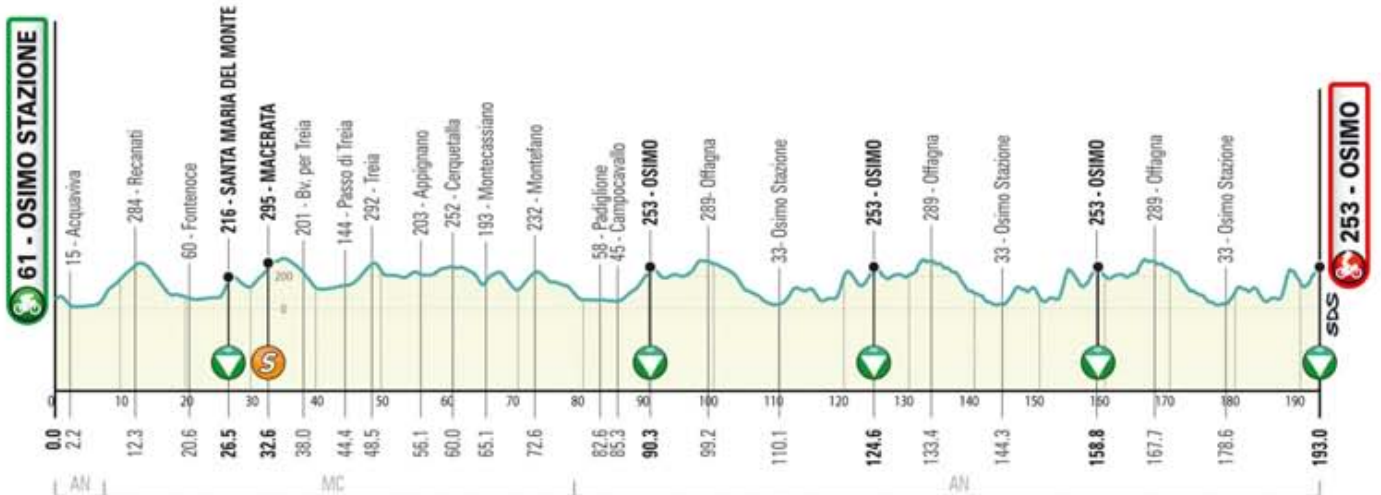 61 - OSIMO STAZIONE
15 - Acquaviva
284 - Recanati
60 - Fontenoce
216 - SANTA MARIA DEL MONTE
295 - MACERATA
201 - Bv. per Treia
144 - Passo di Treia
292 - Treia
203 - Appignano
252 - Cerquetalla
193 - Montecassiano
232 - Montefano
58 - Padiglione
45 - Campocavallo
253 - OSIMO
289- Offagna
33- Osimo Stazione
253 - OSIMO
289 - Offagna
33 - Osimo Stazione
253 - OSIMO
289 - Offagna
33 - Osimo Stazione
253 - OSIMO
200
0
S
SDS
0 10 20 30 40 50 60 70 80 90 100 110 120 130 140 150 160 170 180 190
0.0 2.2 12.3 20.6 26.5 32.6 38.0 44.4 48.5 56.1 60.0 65.1 72.6 82.6 85.3 90.3 99.2 110.1 124.6 133.4 144.3 158.8 167.7 178.6 193.0
AN MC AN